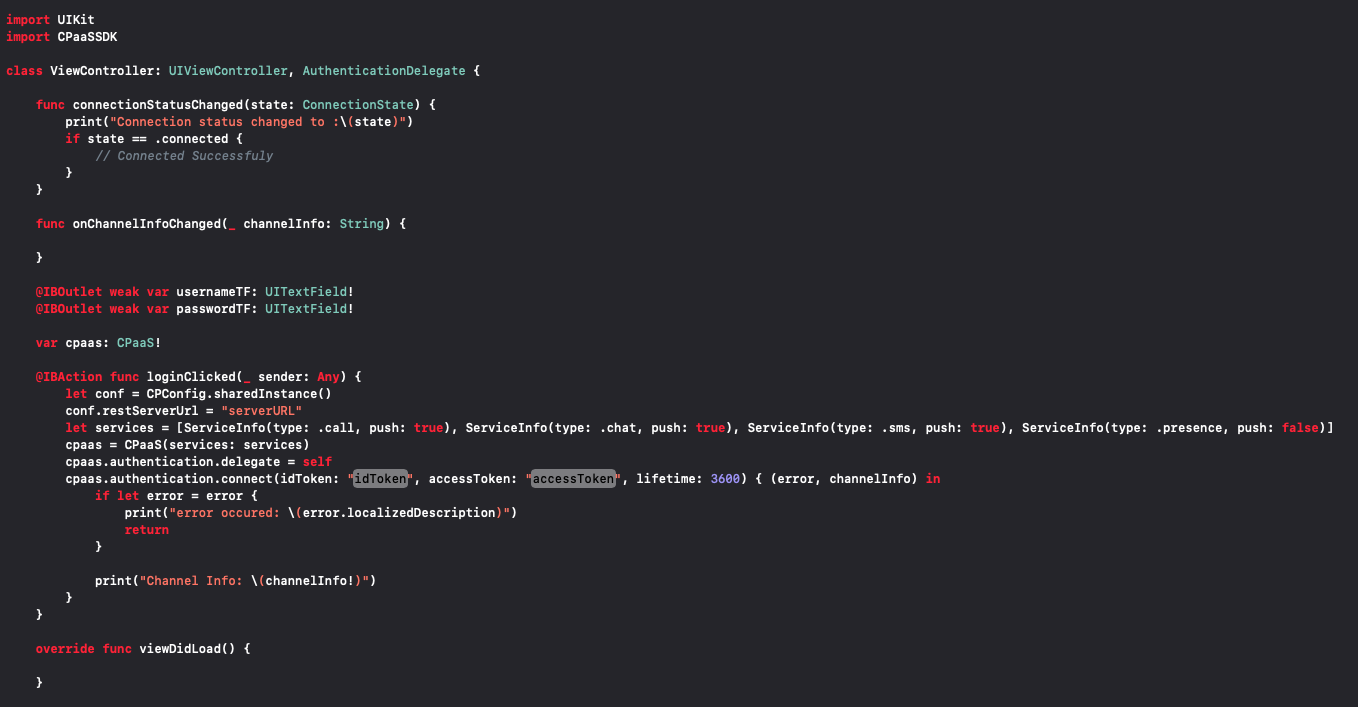 import UIKit
import CPaaSSDK
class ViewController: UIViewController, AuthenticationDelegate {
func connectionStatusChanged(state: ConnectionState) {
print("Connection status changed to :\(state)")
if state == .connected {
// Connected Successfuly
}
}
func onChannelInfoChanged(_ channelInfo: String) {
}
@IBOutlet weak var usernameTF: UITextField!
@IBOutlet weak var passwordTF: UITextField!
var cpaas: CPaaS!
@IBAction func loginClicked(_ sender: Any) {
let conf = CPConfig.sharedInstance()
conf.restServerUrl = "serverURL"
let services = [ServiceInfo(type: .call, push: true), ServiceInfo(type: .chat, push: true), ServiceInfo(type: .sms, push: true), ServiceInfo(type: .presence, push: false)]
cpaas = CPaaS(services: services)
cpaas.authentication.delegate = self
cpaas.authentication.connect(idToken: "idToken", accessToken: "accessToken", lifetime: 3600) { (error, channelInfo) in
if let error = error {
print("error occured: \(error.localizedDescription)")
return
}
print("Channel Info: \(channelInfo!)")
}
}
override func viewDidLoad() {
}